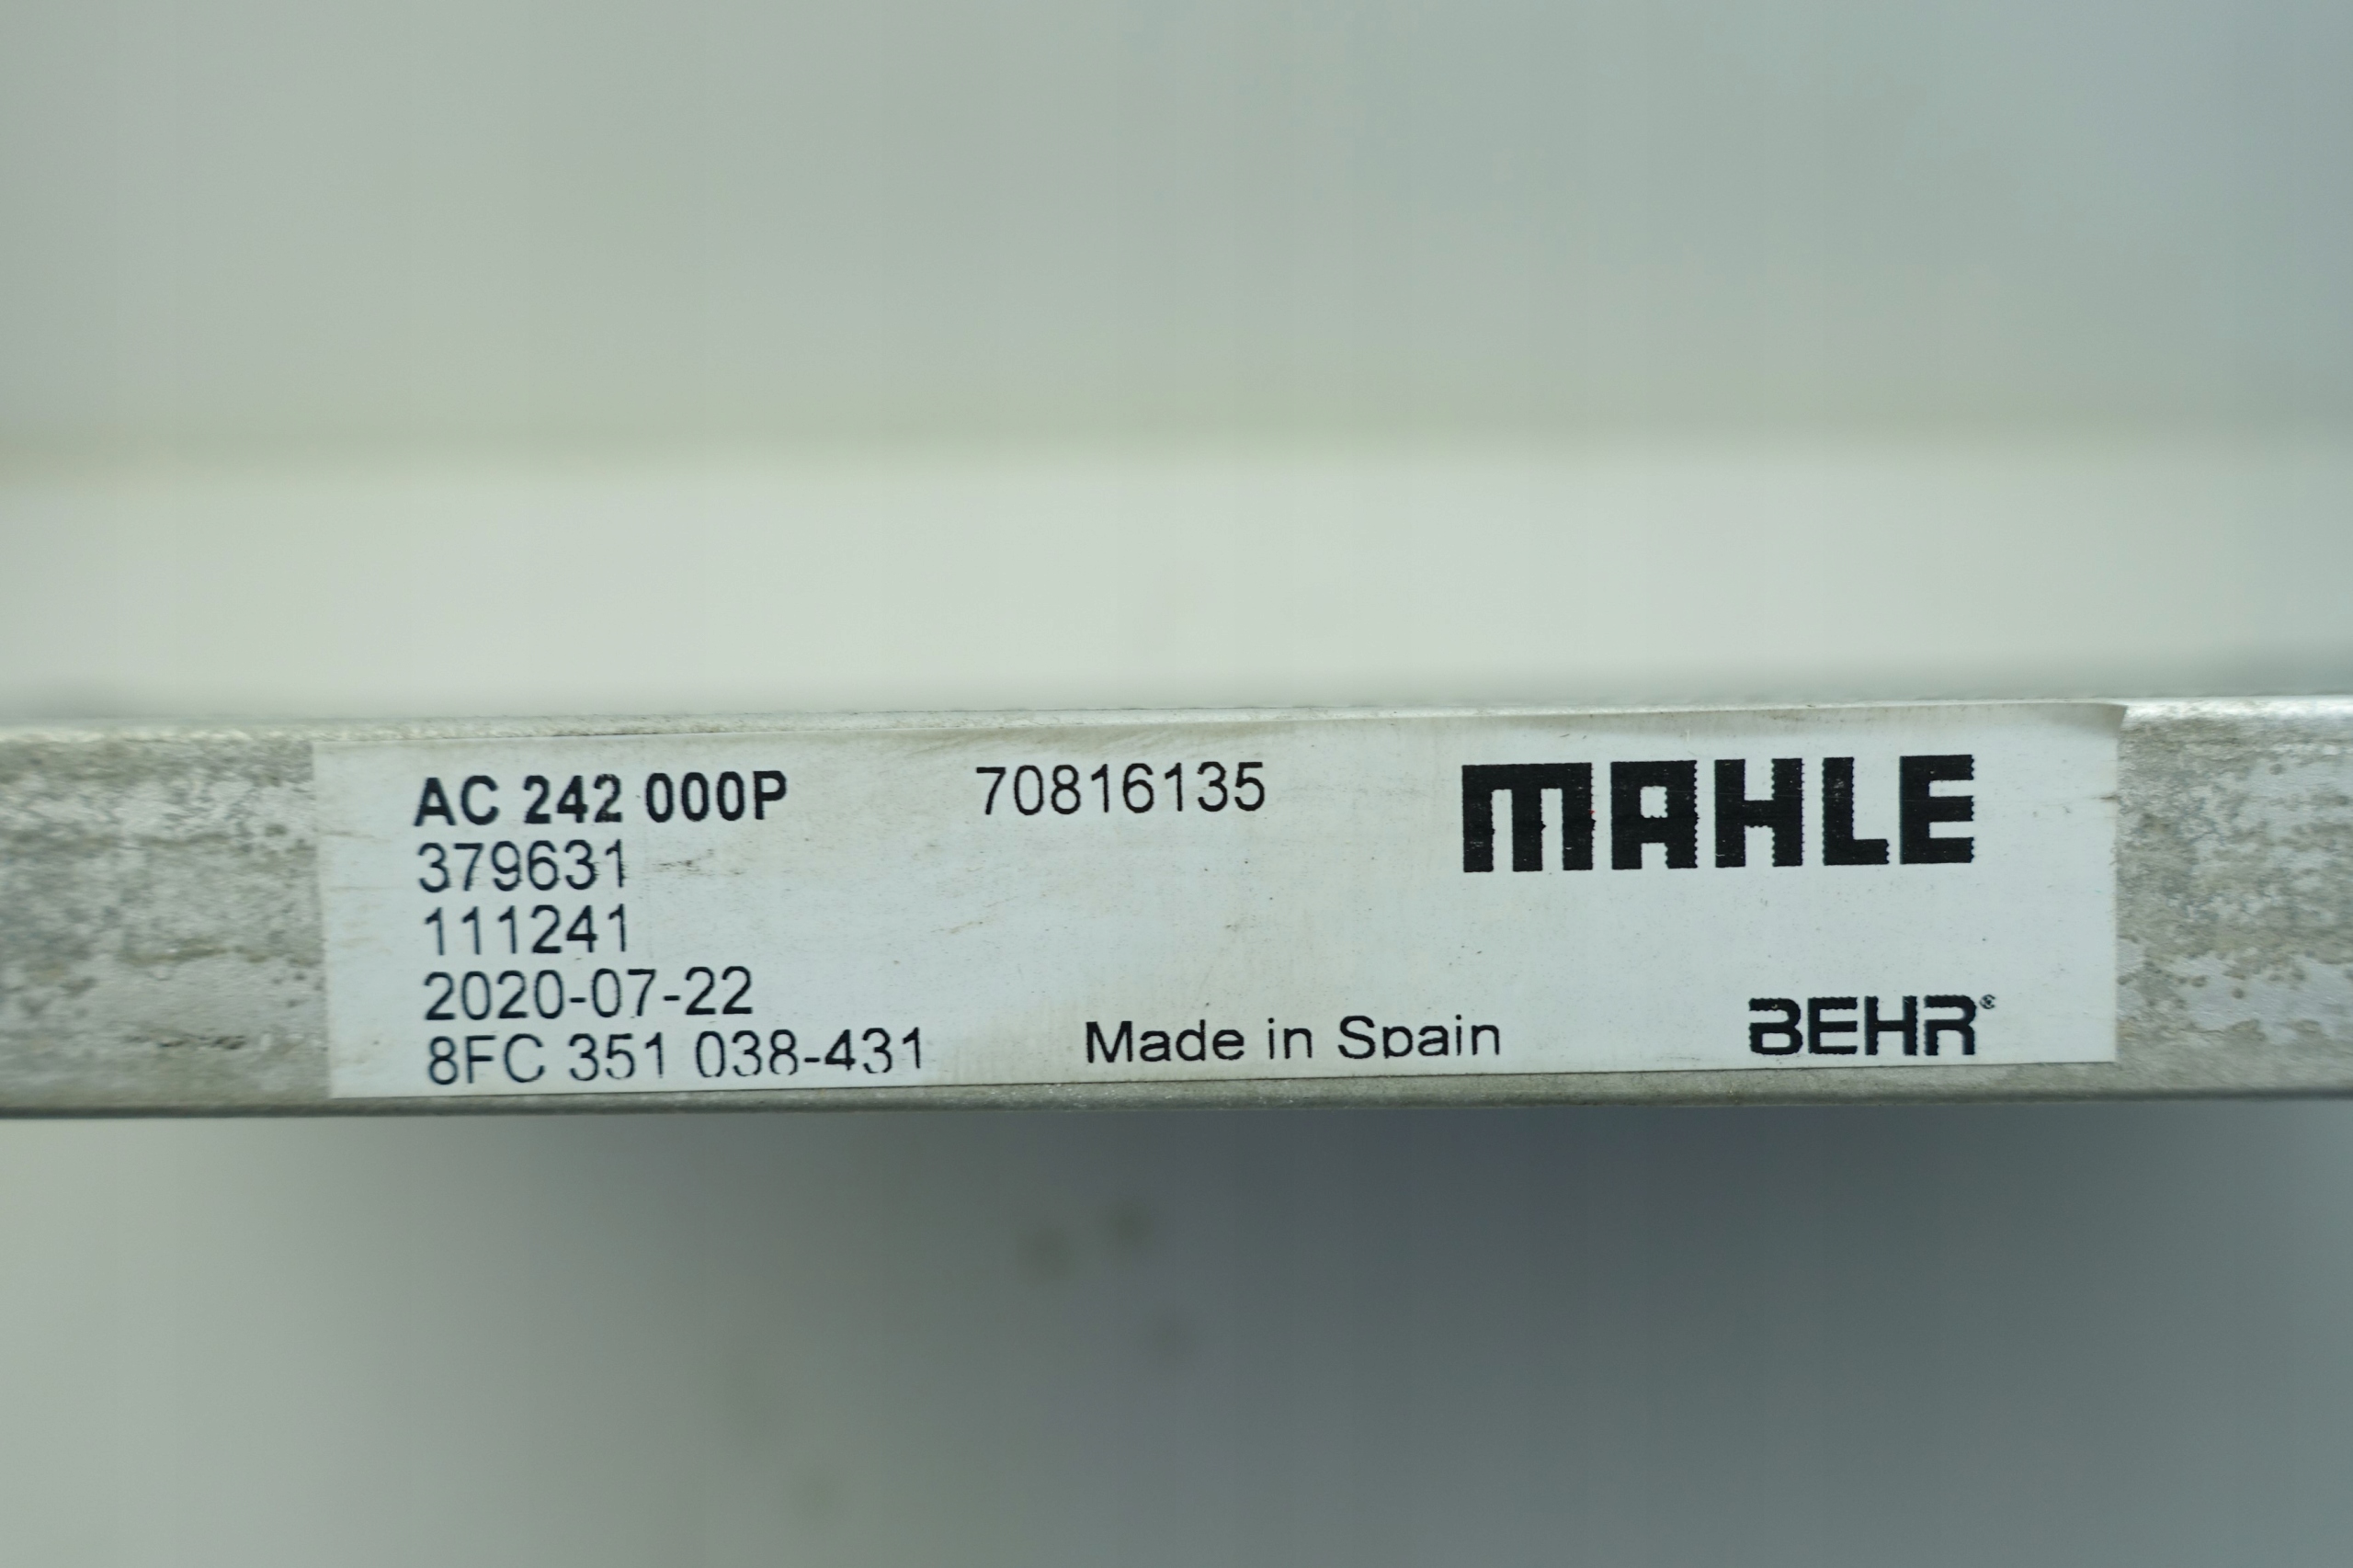 AC 242 000P 70816135 MAHLE
379631
111241
2020-07-22
8FC 351 038-431 Made in Spain BEHR®